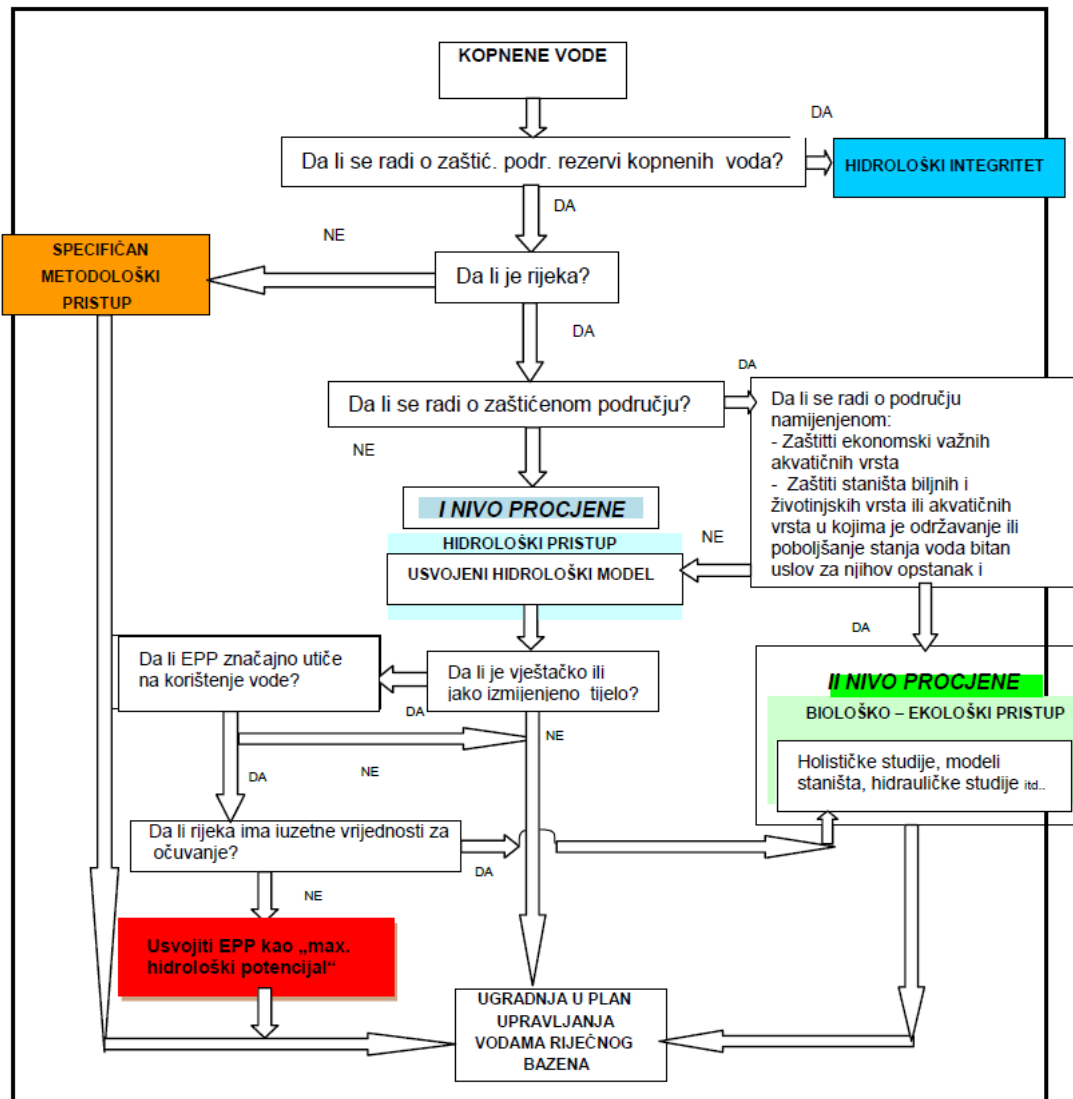 KOPNENE VODE
DA
Da li se radi o zaštić. podr. rezervi kopnenih voda?
HIDROLOŠKI INTEGRITET
DA
NE
SPECIFIČAN
METODOLOŠKI
PRISTUP
Da li je rijeka?
DA
DA
Da li se radi o zaštićenom području?
Da li se radi o području
namijenjenom:
- Zaštitti ekonomski važnih
akvatičnih vrsta
- Zaštiti staništa biljnih i
životinjskih vrsta ili akvatičnih
vrsta u kojima je održavanje ili
poboljšanje stanja voda bitan
uslov za njihov opstanak i
NE
I NIVO PROCJENE
HIDROLOŠKI PRISTUP
USVOJENI HIDROLOŠKI MODEL
NE
DA
Da li EPP značajno utiče
na korištenje vode?
Da li je vještačko ili
jako izmijenjeno tijelo?
DA
NE
II NIVO PROCJENE
BIOLOŠKO – EKOLOŠKI PRISTUP
Holističke studije, modeli
staništa, hidrauličke studije itd..
NE
DA
Da li rijeka ima iuzetne vrijednosti za
očuvanje?
DA
NE
Usvojiti EPP kao „max.
hidrološki potencijal“
UGRADNJA U PLAN
UPRAVLJANJA
VODAMA RIJEČNOG
BAZENA